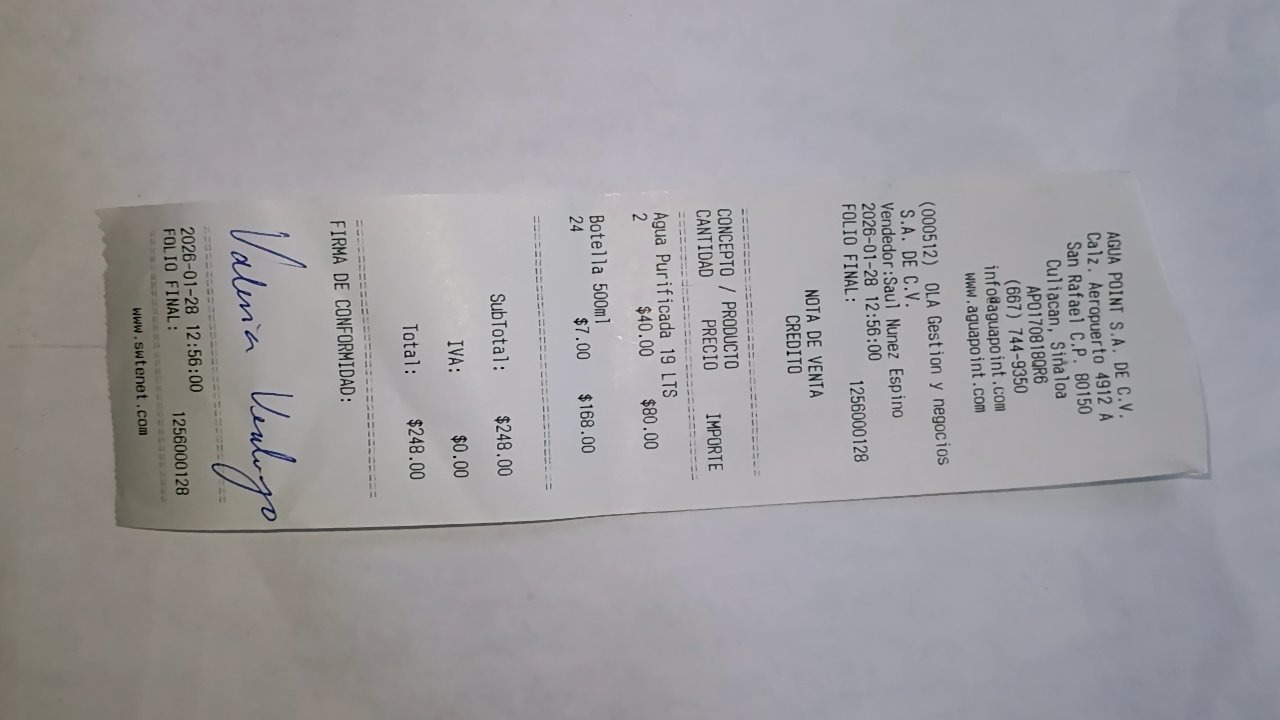 AGUA POINT S.A. DE C.V.
Calz. Aeropuerto 4912 A
San Rafael C.P. 80150
Culiacan, Sinaloa
APO170818QR6
(667) 744-9350
info@aguapoint.com
www.aguapoint.com
(000512) OLA Gestion y negocios
S.A. DE C.V.
Vendedor:Saul Nunez Espino
2026-01-28 12:56:00
FOLIO FINAL: 1256000128
NOTA DE VENTA
CREDITO
CONCEPTO / PRODUCTO
CANTIDAD PRECIO IMPORTE
Agua Purificada 19 LTS
2 $40.00 $80.00
Botella 500ml
24 $7.00 $168.00
SubTotal: $248.00
IVA: $0.00
Total: $248.00
FIRMA DE CONFORMIDAD:
Valeria
2026-01-28 12:56:00
FOLIO FINAL: 1256000128
www.swtenet.com